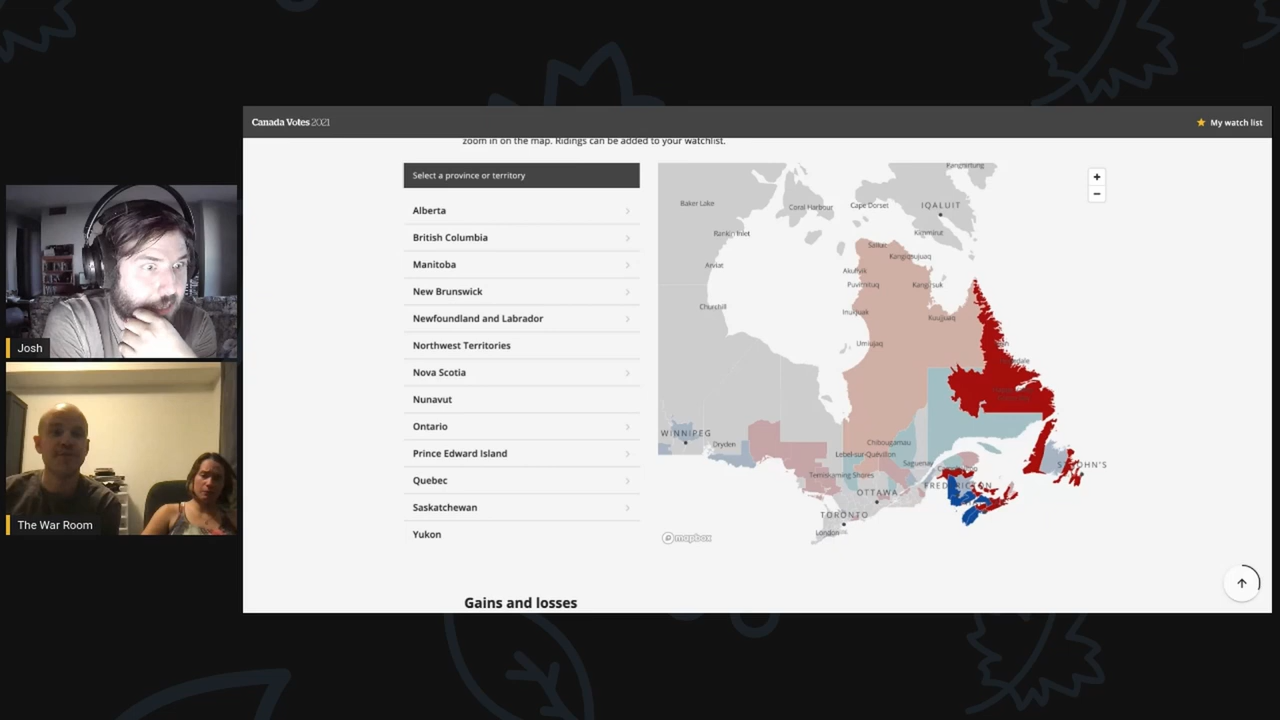 Canada Votes 2021
My watch list
zoom in on the map. Ridings can be added to your watchlist.
Select a province or territory
Alberta
British Columbia
Manitoba
New Brunswick
Newfoundland and Labrador
Northwest Territories
Nova Scotia
Nunavut
Ontario
Prince Edward Island
Quebec
Saskatchewan
Yukon
Pangnirtung
Baker Lake
Coral Harbour
Cape Dorset
IQALUIT
Rankin Inlet
Kimmirut
Salluit
Kangiqsujuaq
Arviat
Akulivik
Puvirnituq
Kangirsuk
Churchill
Inukjuak
Kuujjuaq
Umiujaq
WINNIPEG
Dryden
Chibougamau
Lebel-sur-Quévillon
Saguenay
ST. JOHN'S
Temiskaming Shores
FREDERICTON
OTTAWA
TORONTO
London
mapbox
Gains and losses
Josh
The War Room